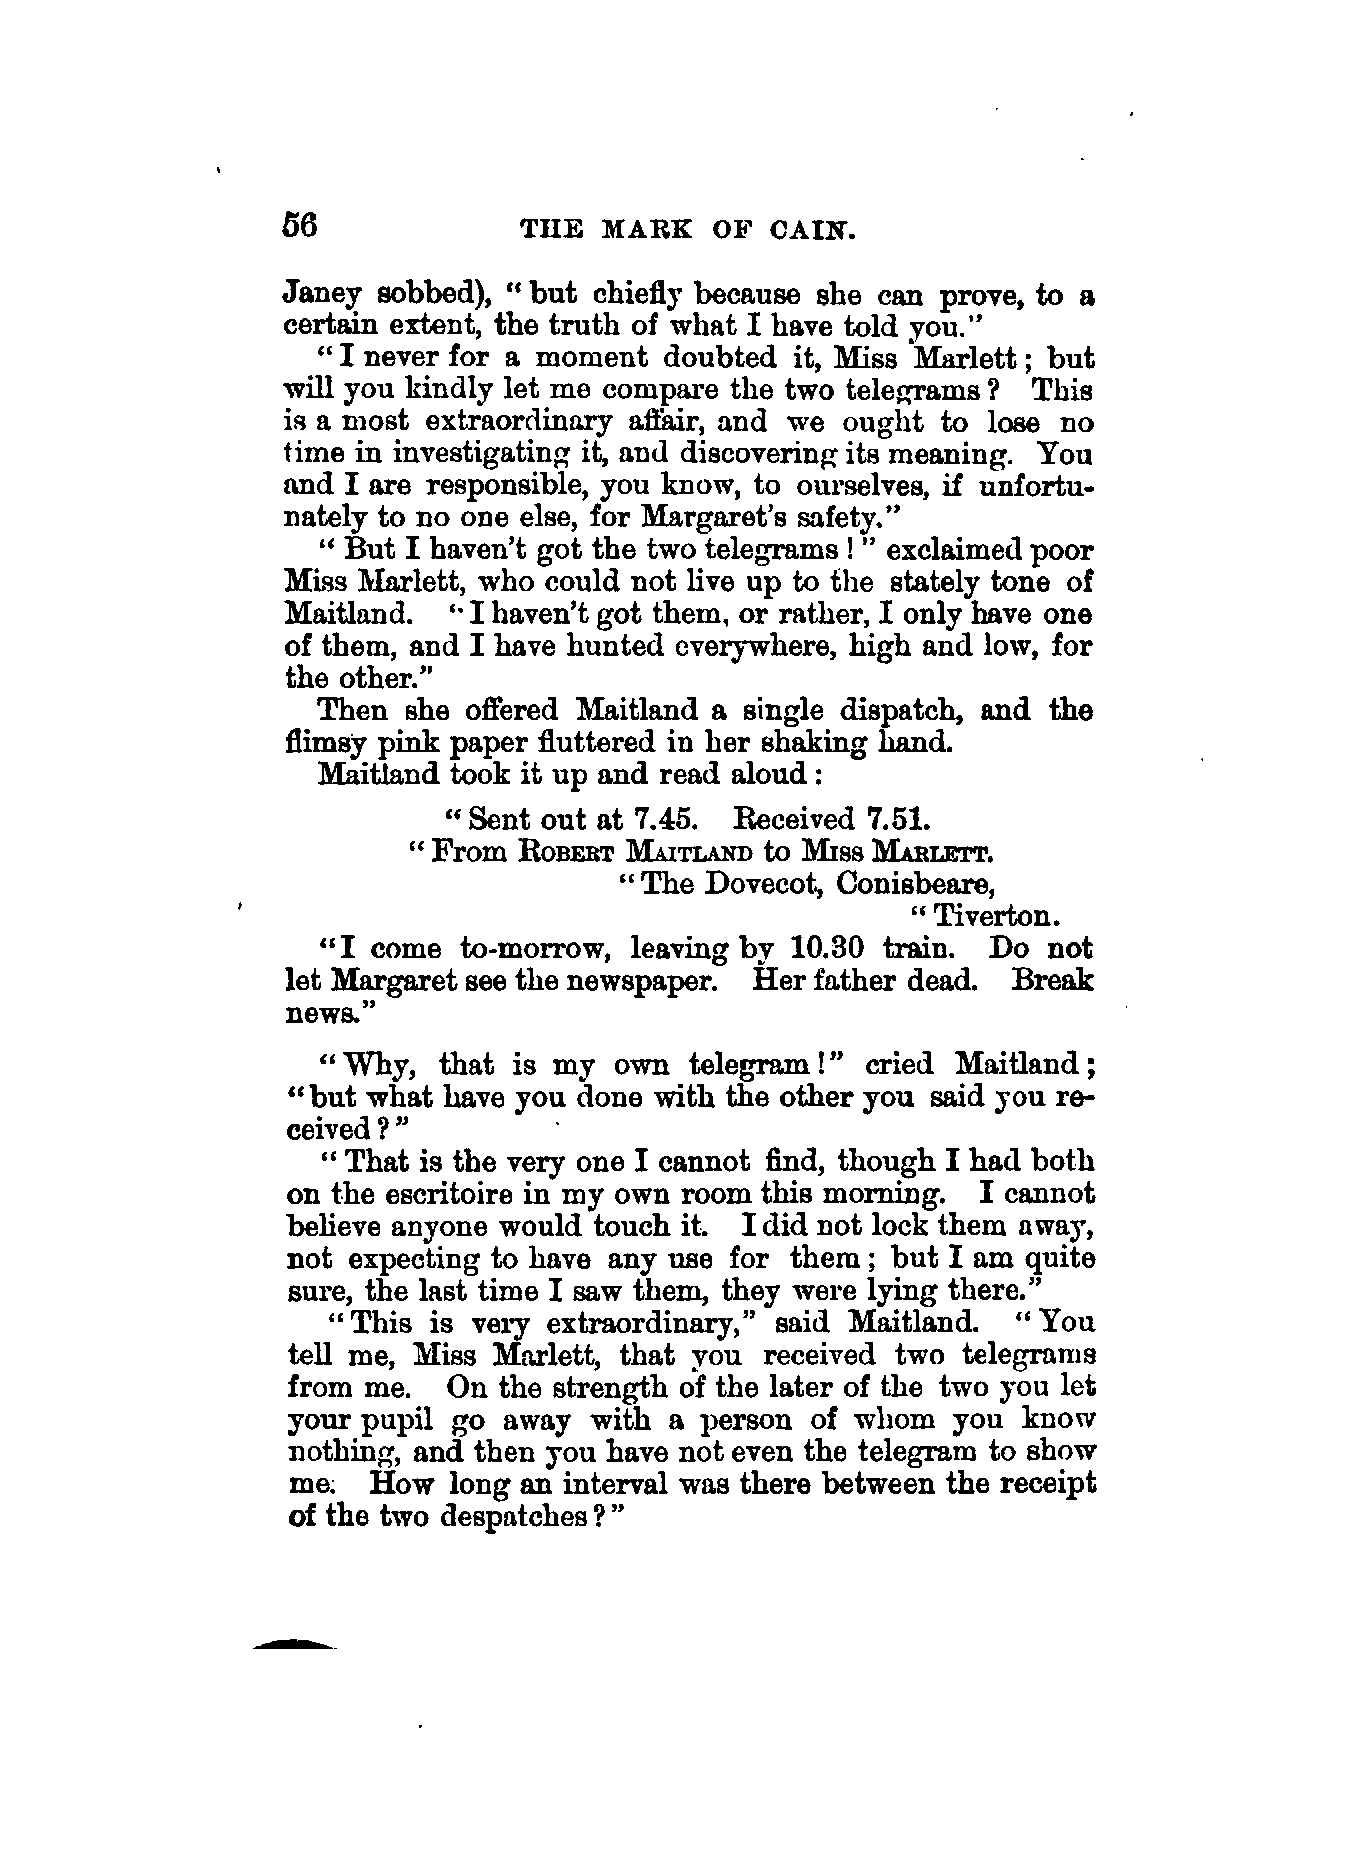 56 THE MARK OF CAIN.
Janey sobbed), "but chiefly because she can prove, to a
certain extent, the truth of what I have told you."
"I never for a moment doubted it, Miss Marlett; but
will you kindly let me compare the two telegrams? This
is a most extraordinary affair, and we ought to lose no
time in investigating it, and discovering its meaning. You
and I are responsible, you know, to ourselves, if unfortu-
nately to no one else, for Margaret's safety."
"But I haven't got the two telegrams!" exclaimed poor
Miss Marlett, who could not live up to the stately tone of
Maitland. "I haven't got them, or rather, I only have one
of them, and I have hunted everywhere, high and low, for
the other."
Then she offered Maitland a single dispatch, and the
flimsy pink paper fluttered in her shaking hand.
Maitland took it up and read aloud:
"Sent out at 7.45. Received 7.51.
"From ROBERT MAITLAND to MISS MARLETT.
"The Dovecot, Conisbeare,
"Tiverton.
"I come to-morrow, leaving by 10.30 train. Do not
let Margaret see the newspaper. Her father dead. Break
news."
"Why, that is my own telegram!" cried Maitland;
"but what have you done with the other you said you re-
ceived?"
"That is the very one I cannot find, though I had both
on the escritoire in my own room this morning. I cannot
believe anyone would touch it. I did not lock them away,
not expecting to have any use for them; but I am quite
sure, the last time I saw them, they were lying there."
"This is very extraordinary," said Maitland. "You
tell me, Miss Marlett, that you received two telegrams
from me. On the strength of the later of the two you let
your pupil go away with a person of whom you know
nothing, and then you have not even the telegram to show
me. How long an interval was there between the receipt
of the two despatches?"